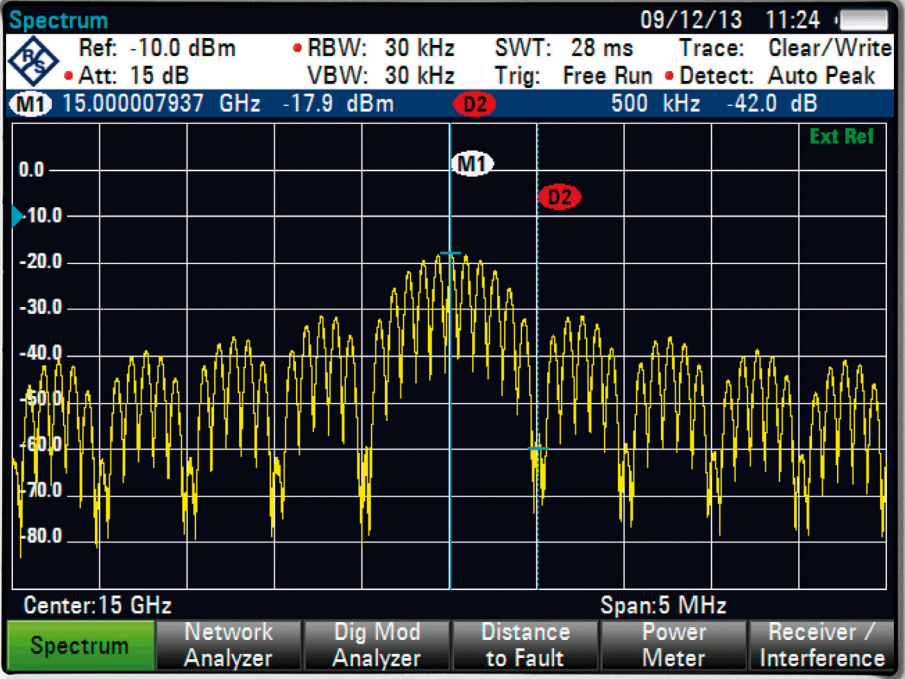 Spectrum 09/12/13 11:24
Ref: -10.0 dBm • RBW: 30 kHz SWT: 28 ms Trace: Clear/Write
• Att: 15 dB VBW: 30 kHz Trig: Free Run • Detect: Auto Peak
R&S
M1 15.000007937 GHz -17.9 dBm D2 500 kHz -42.0 dB
Ext Ref
M1
D2
0.0
-10.0
-20.0
-30.0
-40.0
-50.0
-60.0
-70.0
-80.0
Center:15 GHz Span:5 MHz
Spectrum
Network
Analyzer
Dig Mod
Analyzer
Distance
to Fault
Power
Meter
Receiver /
Interference